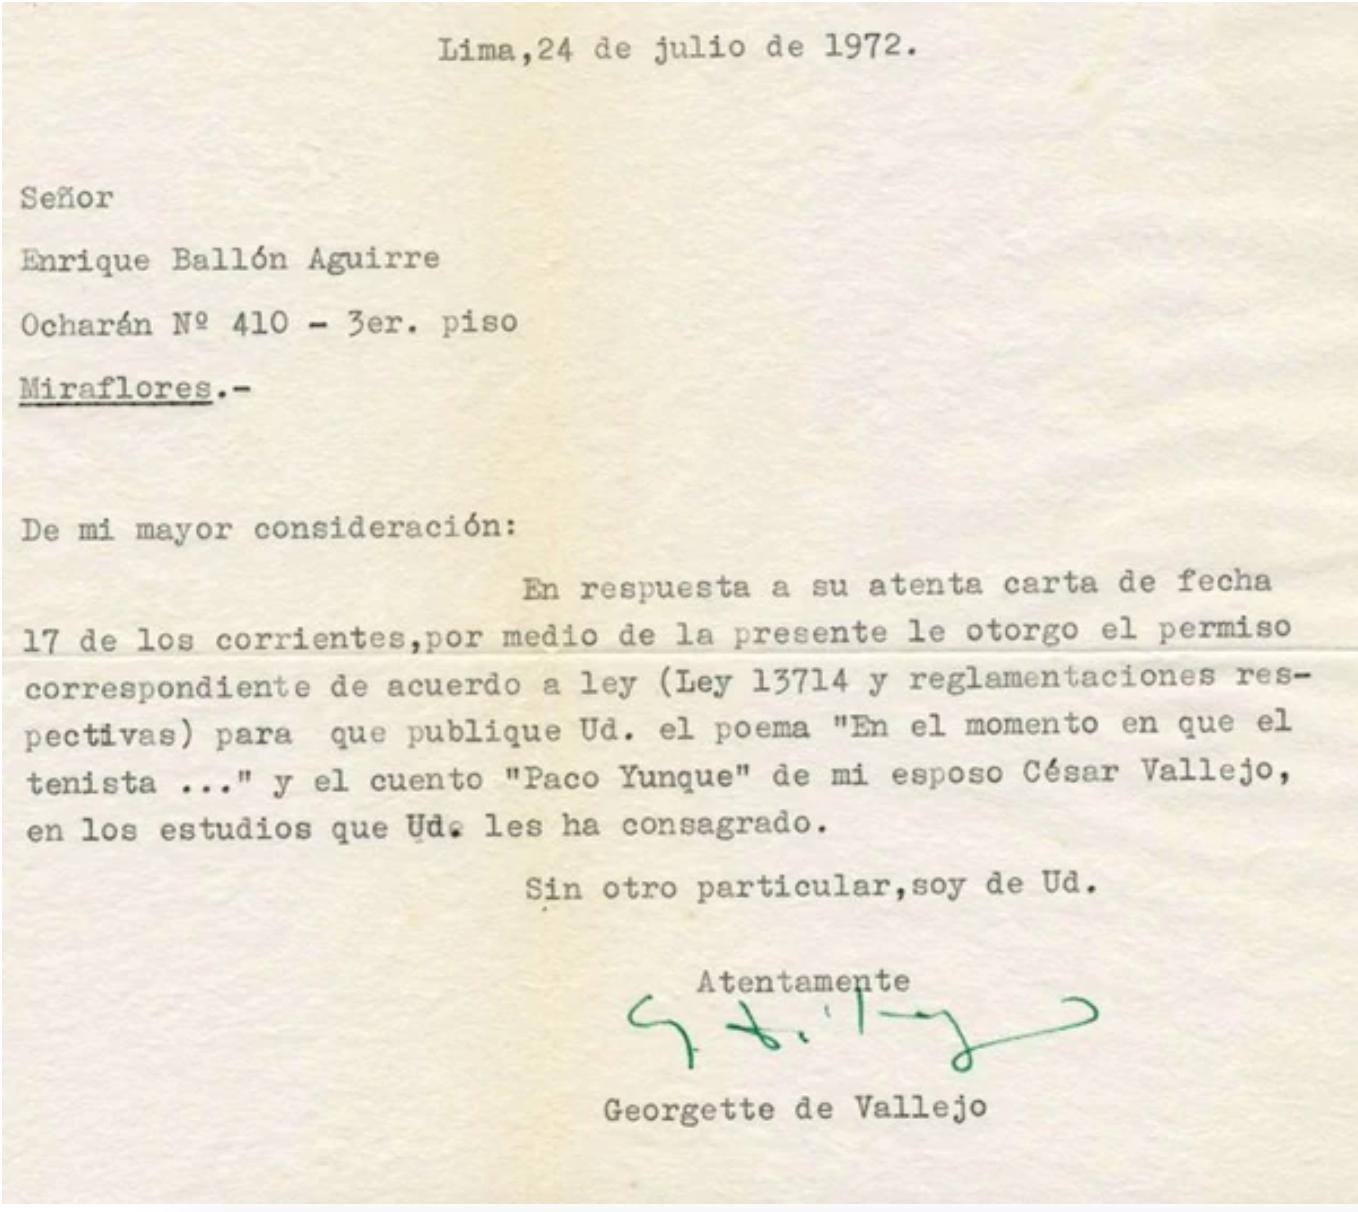 Lima,24 de julio de 1972.
Señor
Enrique Ballón Aguirre
Ocharán Nº 410 - 3er. piso
Miraflores.-
De mi mayor consideración:
En respuesta a su atenta carta de fecha
17 de los corrientes,por medio de la presente le otorgo el permiso
correspondiente de acuerdo a ley (Ley 13714 y reglamentaciones res-
pectivas) para que publique Ud. el poema "En el momento en que el
tenista ..." y el cuento "Paco Yunque" de mi esposo César Vallejo,
en los estudios que Ud. les ha consagrado.
Sin otro particular,soy de Ud.
Atentamente
Georgette de Vallejo